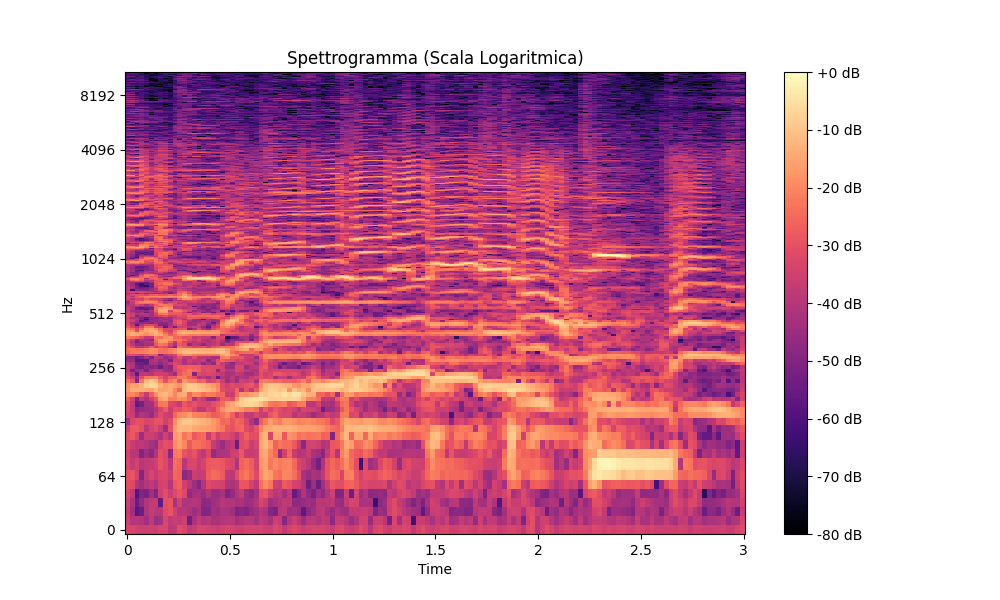 Spettrogramma (Scala Logaritmica)
8192
4096
2048
1024
512
256
128
64
0
Hz
0 0.5 1 1.5 2 2.5 3
Time
+0 dB
-10 dB
-20 dB
-30 dB
-40 dB
-50 dB
-60 dB
-70 dB
-80 dB